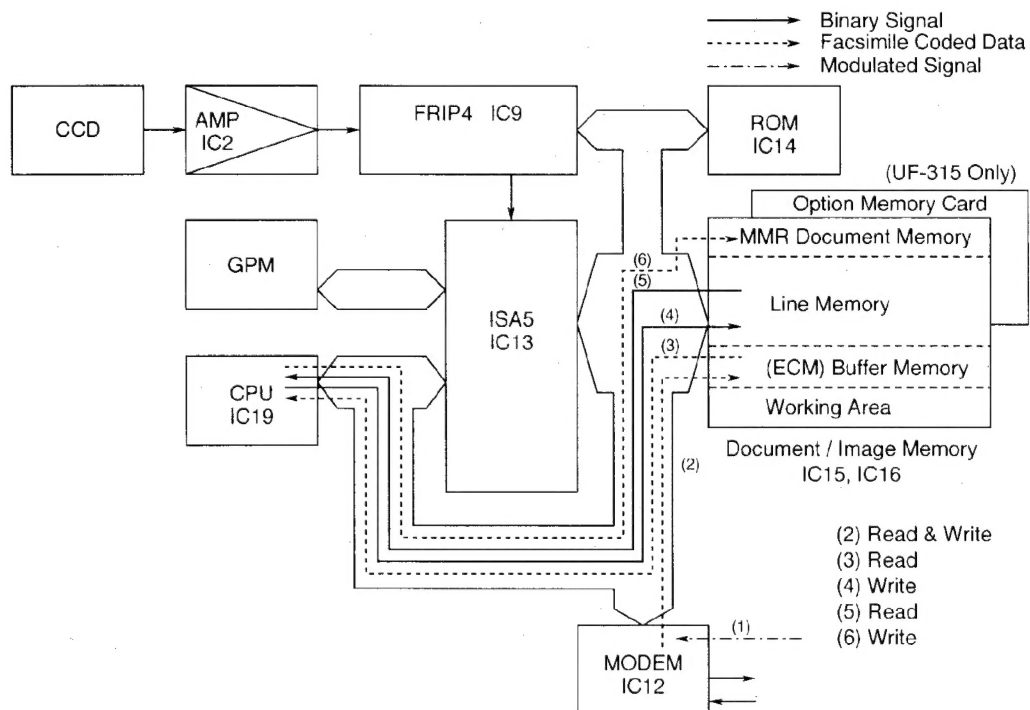 Binary Signal
Facsimile Coded Data
Modulated Signal
CCD
AMP
IC2
FRIP4 IC9
ROM
IC14
(UF-315 Only)
Option Memory Card
MMR Document Memory
GPM
(6)
(5)
Line Memory
ISA5
IC13
(4)
(3)
(ECM) Buffer Memory
CPU
IC19
Working Area
(2)
Document / Image Memory
IC15, IC16
(2) Read & Write
(3) Read
(4) Write
(5) Read
(6) Write
(1)
MODEM
IC12